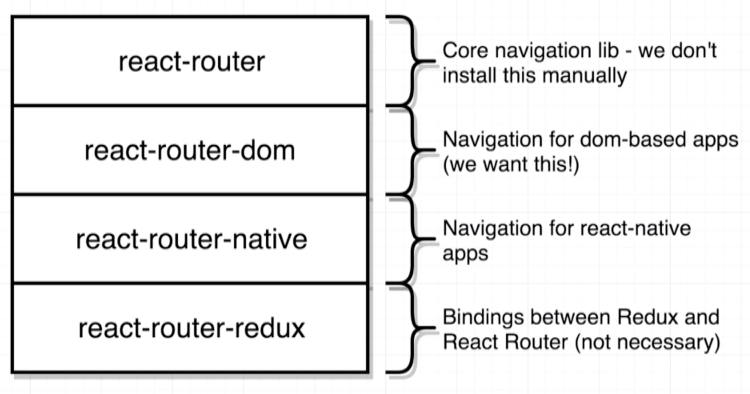 react-router
Core navigation lib - we don't
install this manually
react-router-dom
Navigation for dom-based apps
(we want this!)
react-router-native
Navigation for react-native
apps
react-router-redux
Bindings between Redux and
React Router (not necessary)